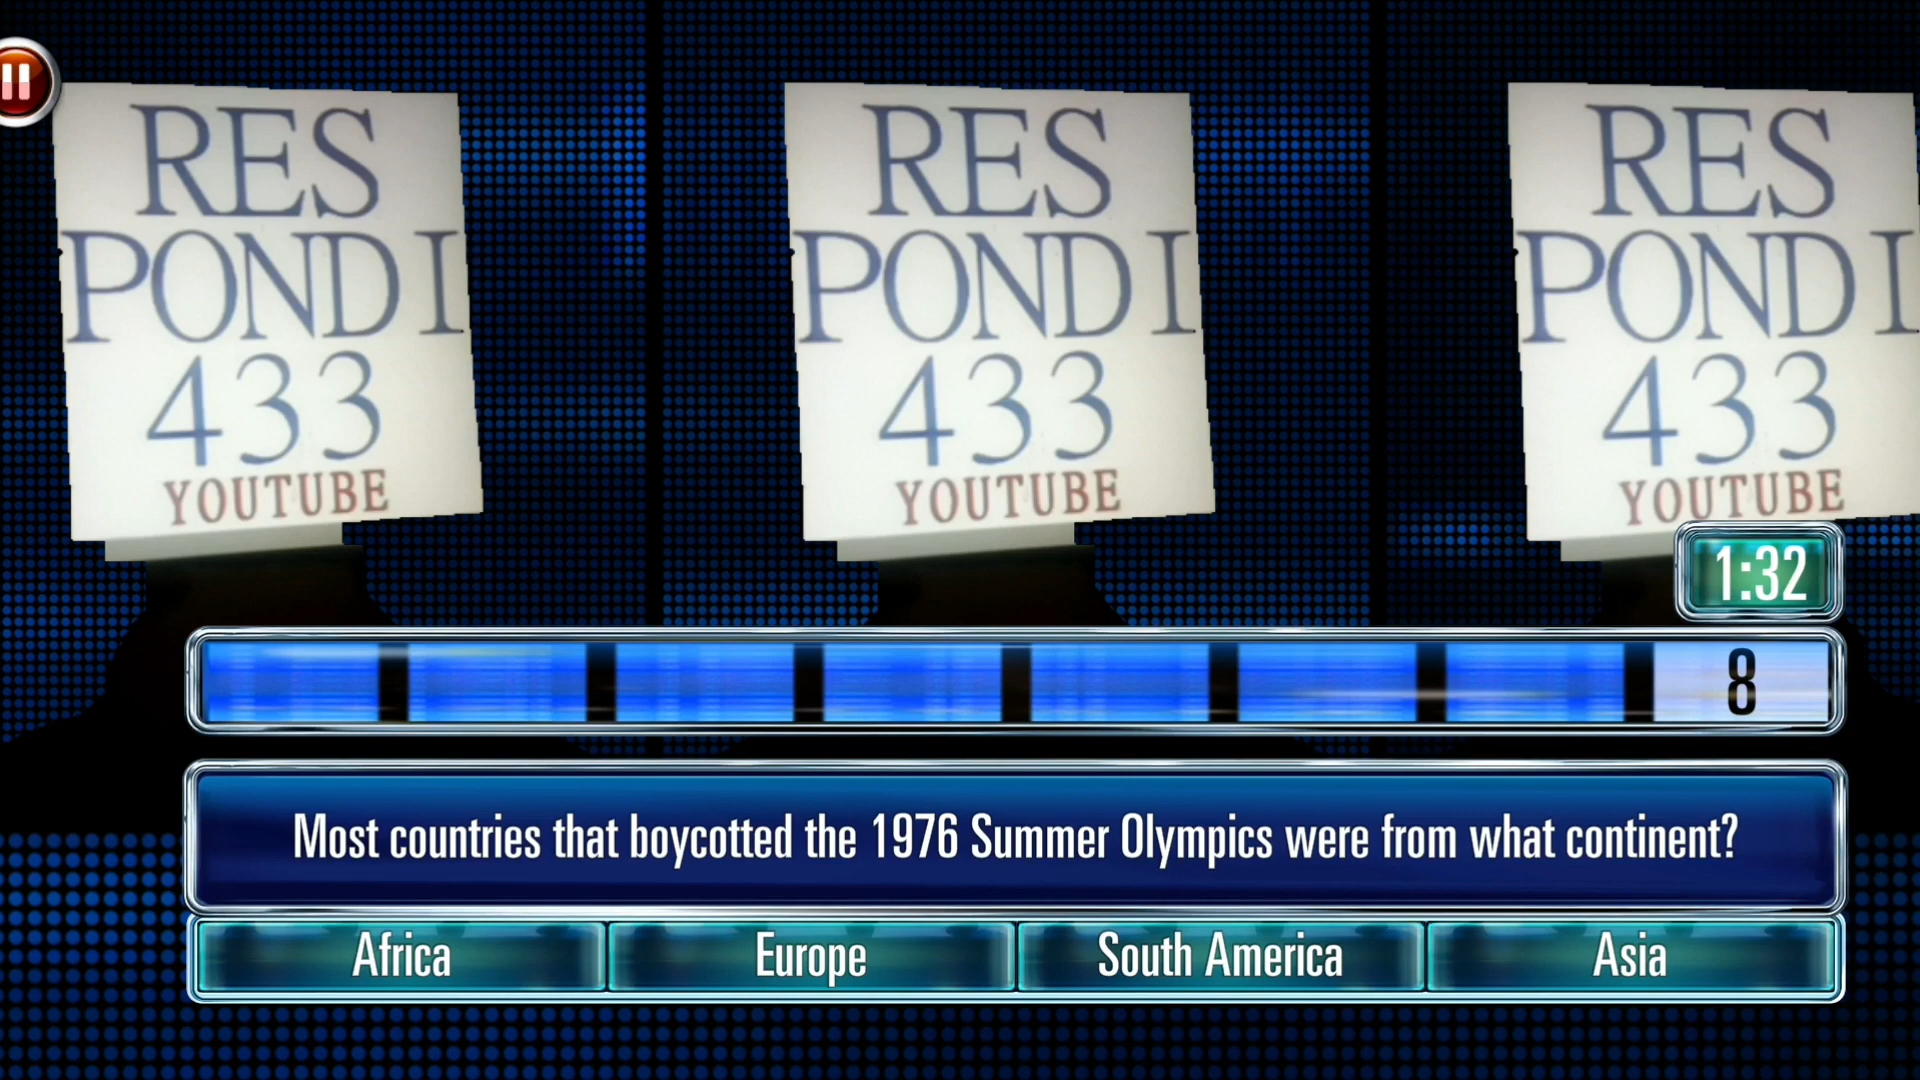 RES
POND I
433
YOUTUBE
RES
POND I
433
YOUTUBE
RES
POND I
433
YOUTUBE
1:32
8
Most countries that boycotted the 1976 Summer Olympics were from what continent?
Africa
Europe
South America
Asia